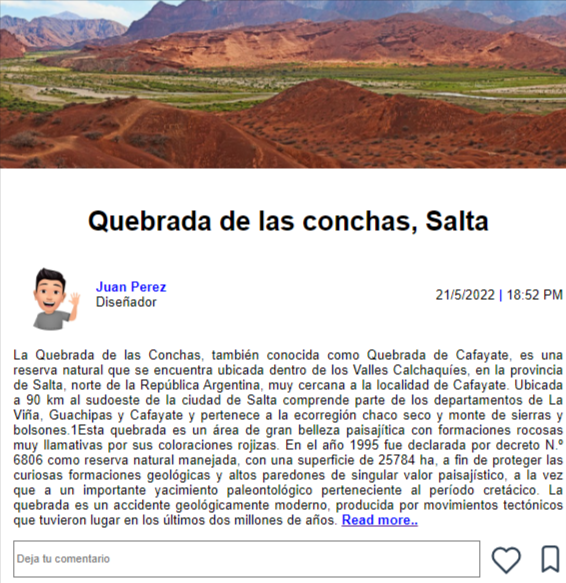 Quebrada de las conchas, Salta
Juan Perez
Diseñador
21/5/2022 | 18:52 PM
La Quebrada de las Conchas, también conocida como Quebrada de Cafayate, es una
reserva natural que se encuentra ubicada dentro de los Valles Calchaquíes, en la provincia
de Salta, norte de la República Argentina, muy cercana a la localidad de Cafayate. Ubicada
a 90 km al sudoeste de la ciudad de Salta comprende parte de los departamentos de La
Viña, Guachipas y Cafayate y pertenece a la ecorregión chaco seco y monte de sierras y
bolsones.1Esta quebrada es un área de gran belleza paisajítica con formaciones rocosas
muy llamativas por sus coloraciones rojizas. En el año 1995 fue declarada por decreto N.º
6806 como reserva natural manejada, con una superficie de 25784 ha, a fin de proteger las
curiosas formaciones geológicas y altos paredones de singular valor paisajístico, a la vez
que a un importante yacimiento paleontológico perteneciente al período cretácico. La
quebrada es un accidente geológicamente moderno, producida por movimientos tectónicos
que tuvieron lugar en los últimos dos millones de años. Read more..
Deja tu comentario